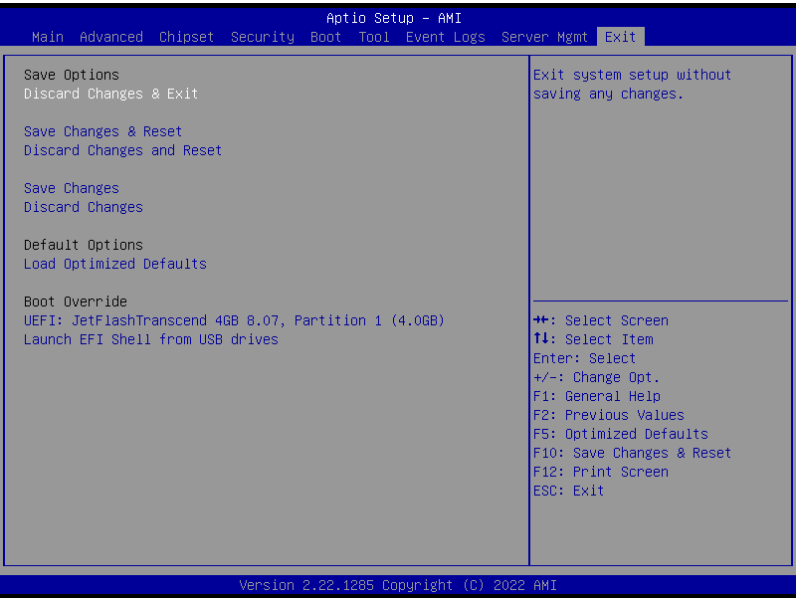 Aptio Setup – AMI
Main Advanced Chipset Security Boot Tool Event Logs Server Mgmt Exit
Save Options
Discard Changes & Exit
Save Changes & Reset
Discard Changes and Reset
Save Changes
Discard Changes
Default Options
Load Optimized Defaults
Boot Override
UEFI: JetFlashTranscend 4GB 8.07, Partition 1 (4.0GB)
Launch EFI Shell from USB drives
Exit system setup without
saving any changes.
→←: Select Screen
↑↓: Select Item
Enter: Select
+/-: Change Opt.
F1: General Help
F2: Previous Values
F5: Optimized Defaults
F10: Save Changes & Reset
F12: Print Screen
ESC: Exit
Version 2.22.1285 Copyright (C) 2022 AMI